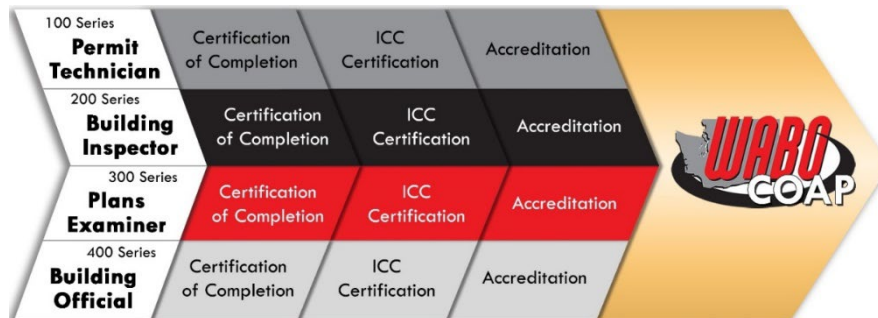 100 Series
Permit
Technician
Certification
of Completion
ICC
Certification
Accreditation
200 Series
Building
Inspector
Certification
of Completion
ICC
Certification
Accreditation
300 Series
Plans
Examiner
Certification
of Completion
ICC
Certification
Accreditation
400 Series
Building
Official
Certification
of Completion
ICC
Certification
Accreditation
WABO
COAP